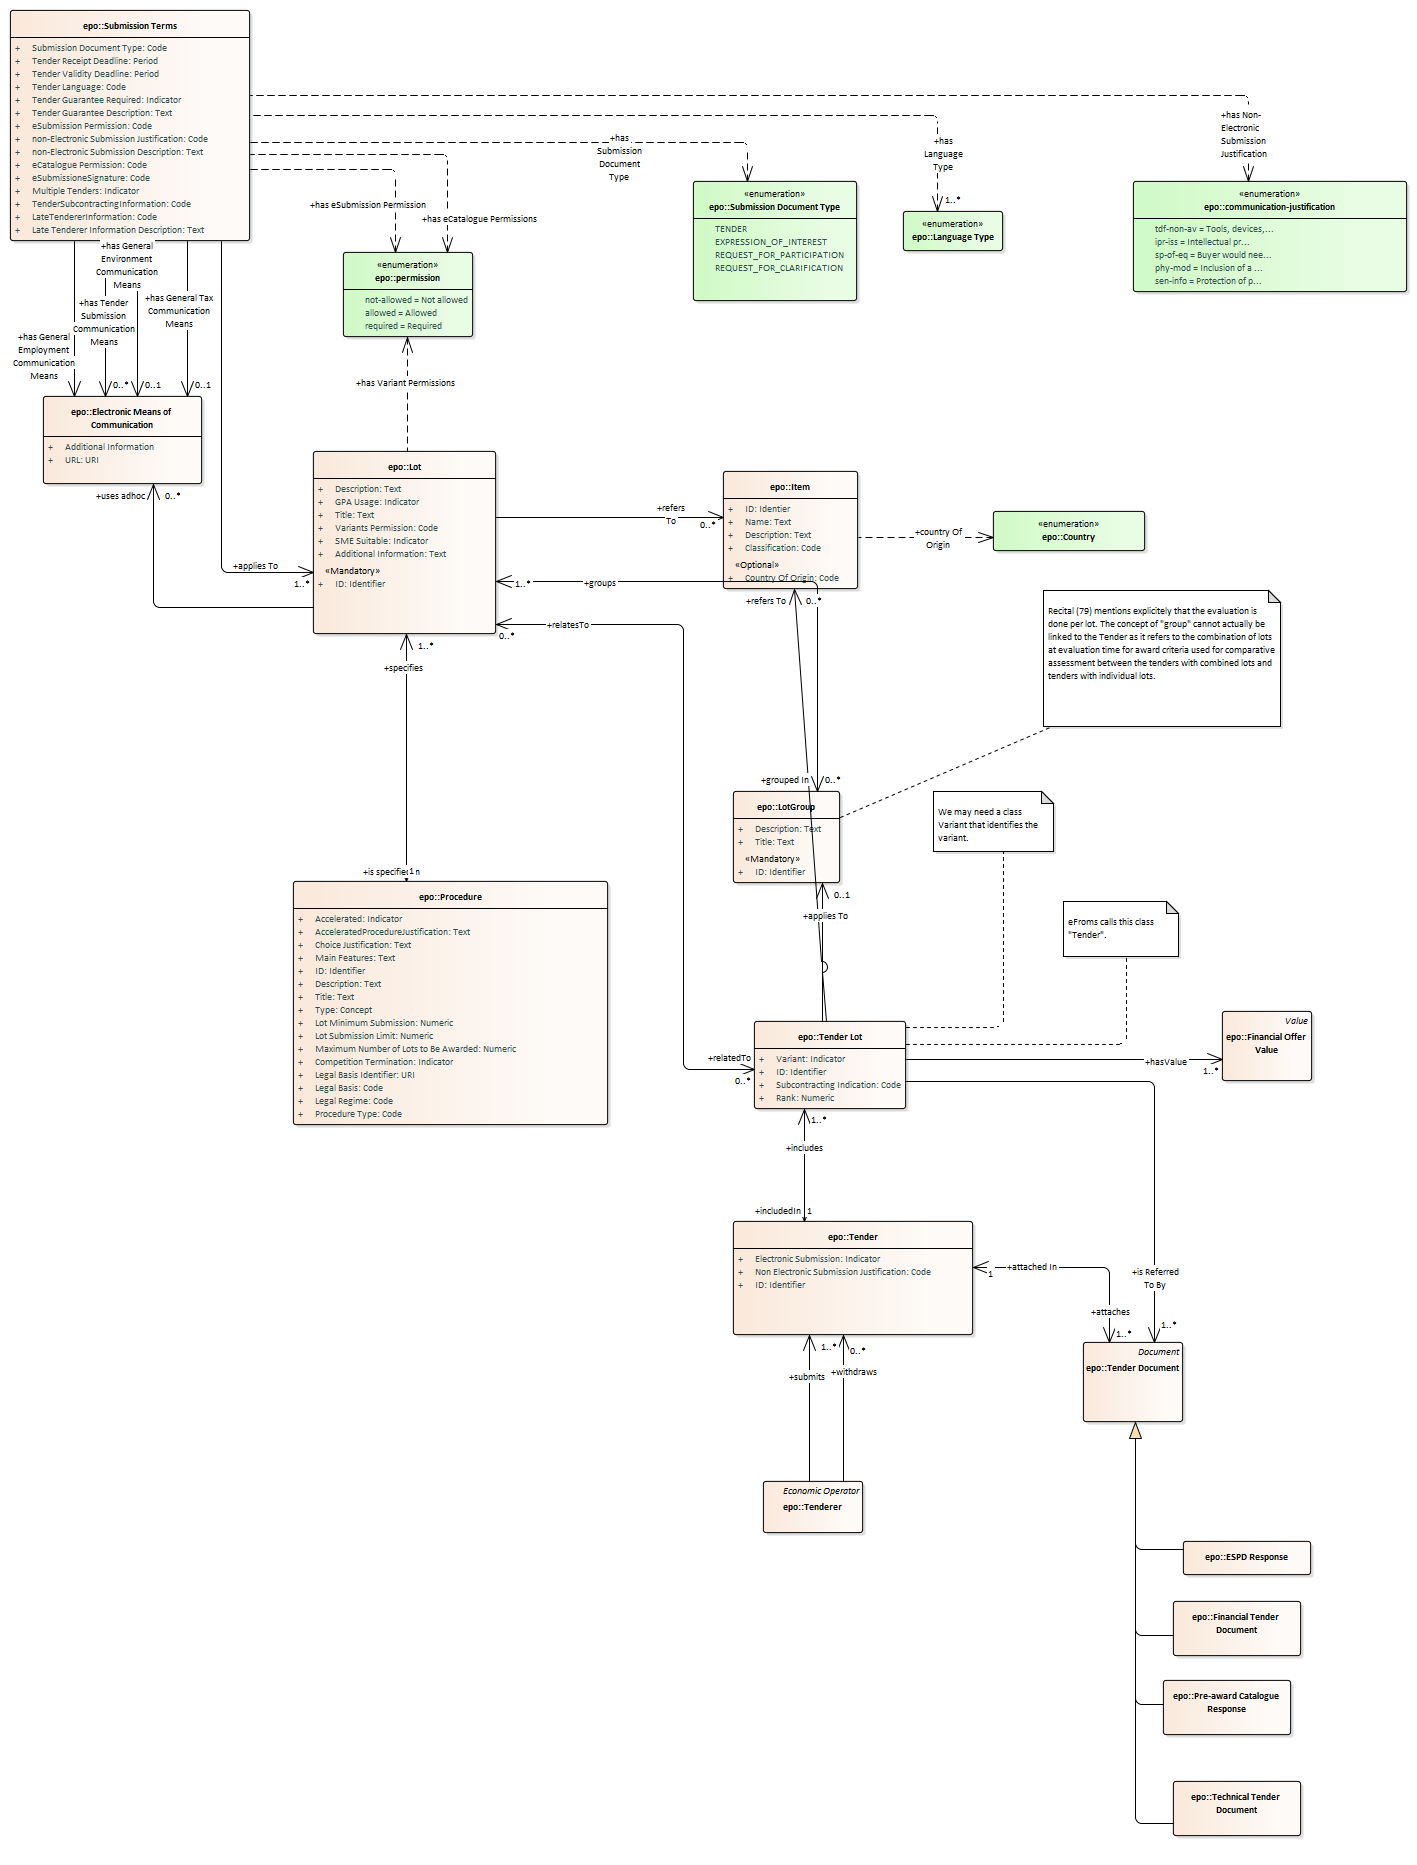 epo::Submission Terms
+ Submission Document Type: Code
+ Tender Receipt Deadline: Period
+ Tender Validity Deadline: Period
+ Tender Language: Code
+ Tender Guarantee Required: Indicator
+ Tender Guarantee Description: Text
+ eSubmission Permission: Code
+ non-Electronic Submission Justification: Code
+ non-Electronic Submission Description: Text
+ eCatalogue Permission: Code
+ eSubmissioneSignature: Code
+ Multiple Tenders: Indicator
+ TenderSubcontractingInformation: Code
+ LateTendererInformation: Code
+ Late Tenderer Information Description: Text
+has
Submission
Document
Type
+has
Language
Type
1..*
+has Non-
Electronic
Submission
Justification
+has eSubmission Permission
+has eCatalogue Permissions
«enumeration»
epo::permission
not-allowed = Not allowed
allowed = Allowed
required = Required
«enumeration»
epo::Submission Document Type
TENDER
EXPRESSION_OF_INTEREST
REQUEST_FOR_PARTICIPATION
REQUEST_FOR_CLARIFICATION
«enumeration»
epo::Language Type
«enumeration»
epo::communication-justification
tdf-non-av = Tools, devices,...
ipr-iss = Intellectual pr...
sp-of-eq = Buyer would nee...
phy-mod = Inclusion of a ...
sen-info = Protection of p...
+has General
Environment
Communication
Means
+has General Tax
Communication
Means
+has Tender
Submission
Communication
Means
+has General
Employment
Communication
Means
0..*
0..1
0..1
epo::Electronic Means of
Communication
+ Additional Information
+ URL: URI
+uses adhoc
0..*
+has Variant Permissions
+applies To
1..*
epo::Lot
+ Description: Text
+ GPA Usage: Indicator
+ Title: Text
+ Variants Permission: Code
+ SME Suitable: Indicator
+ Additional Information: Text
«Mandatory»
+ ID: Identifier
+refers
To
0..*
epo::Item
+ ID: Identier
+ Name: Text
+ Description: Text
+ Classification: Code
«Optional»
+ Country Of Origin: Code
+country Of
Origin
«enumeration»
epo::Country
1..*
+groups
+refers To
0..*
0..*
+relatesTo
1..*
+specifies
Recital (79) mentions explicitely that the evaluation is
done per lot. The concept of "group" cannot actually be
linked to the Tender as it refers to the combination of lots
at evaluation time for award criteria used for comparative
assessment between the tenders with combined lots and
tenders with individual lots.
+grouped In
0..*
epo::LotGroup
+ Description: Text
+ Title: Text
«Mandatory»
+ ID: Identifier
We may need a class
Variant that identifies the
variant.
0..1
+applies To
eFroms calls this class
"Tender".
1
epo::Procedure
+ Accelerated: Indicator
+ AcceleratedProcedureJustification: Text
+ Choice Justification: Text
+ Main Features: Text
+ ID: Identifier
+ Description: Text
+ Title: Text
+ Type: Concept
+ Lot Minimum Submission: Numeric
+ Lot Submission Limit: Numeric
+ Maximum Number of Lots to Be Awarded: Numeric
+ Competition Termination: Indicator
+ Legal Basis Identifier: URI
+ Legal Basis: Code
+ Legal Regime: Code
+ Procedure Type: Code
+relatedTo
0..*
epo::Tender Lot
+ Variant: Indicator
+ ID: Identifier
+ Subcontracting Indication: Code
+ Rank: Numeric
+hasValue
1..*
Value
epo::Financial Offer
Value
1..*
+includes
+includedIn
1
epo::Tender
+ Electronic Submission: Indicator
+ Non Electronic Submission Justification: Code
+ ID: Identifier
1
+attached In
+attaches
1..*
+is Referred
To By
1..*
1..*
0..*
+submits
+withdraws
Document
epo::Tender Document
Economic Operator
epo::Tenderer
epo::ESPD Response
epo::Financial Tender
Document
epo::Pre-award Catalogue
Response
epo::Technical Tender
Document